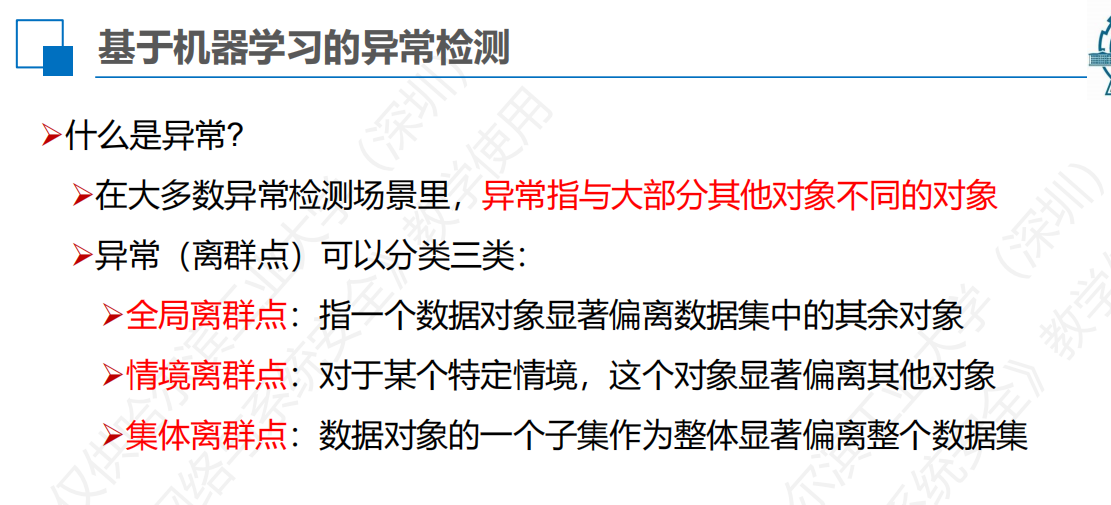 基于机器学习的异常检测
什么是异常?
在大多数异常检测场景里，异常指与大部分其他对象不同的对象
异常（离群点）可以分类三类：
全局离群点：指一个数据对象显著偏离数据集中的其余对象
情境离群点：对于某个特定情境，这个对象显著偏离其他对象
集体离群点：数据对象的一个子集作为整体显著偏离整个数据集